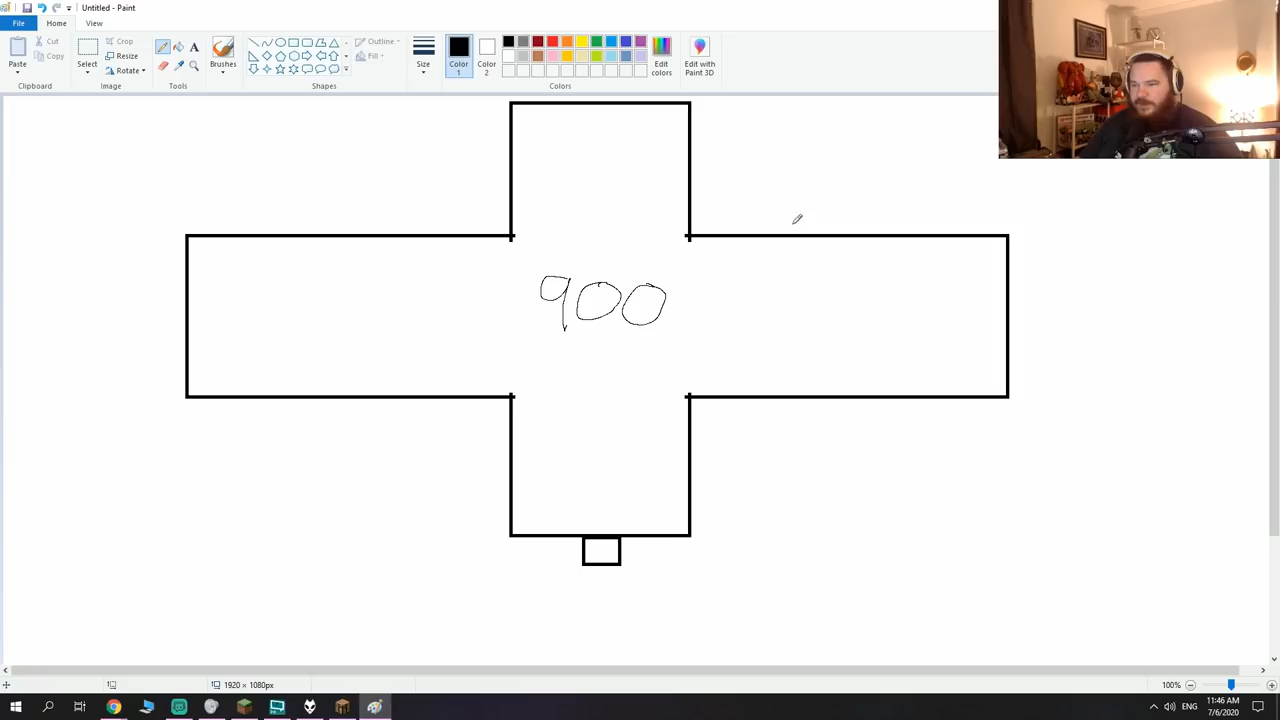 Untitled - Paint
File
Home
View
Paste
Cut
Copy
Clipboard
Select
Crop
Resize
Rotate
Image
A
Tools
Brushes
Outline
Fill
Shapes
Size
Color
1
Color
2
Edit
colors
Colors
Edit with
Paint 3D
900
1920 × 1080px
100%
ENG
11:46 AM
7/6/2020